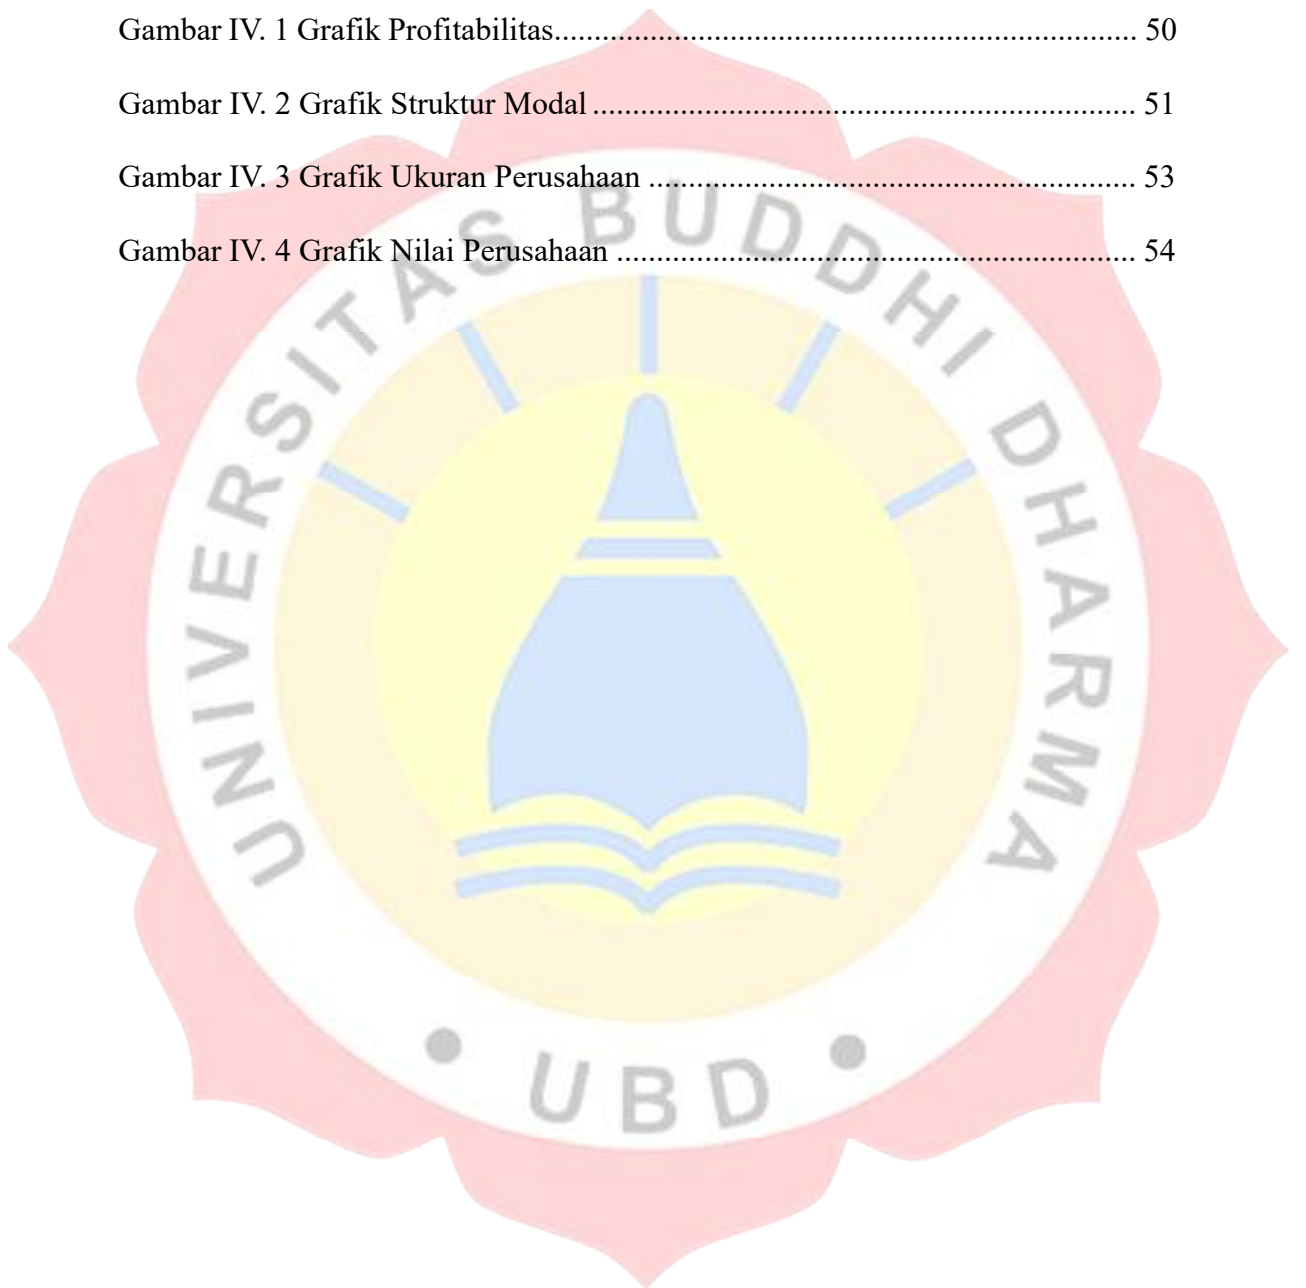 Gambar IV. 1 Grafik Profitabilitas.................................................................... 50
Gambar IV. 2 Grafik Struktur Modal ................................................................ 51
Gambar IV. 3 Grafik Ukuran Perusahaan ......................................................... 53
Gambar IV. 4 Grafik Nilai Perusahaan ............................................................. 54
UNIVERSITAS BUDDHI DHARMA
• UBD •